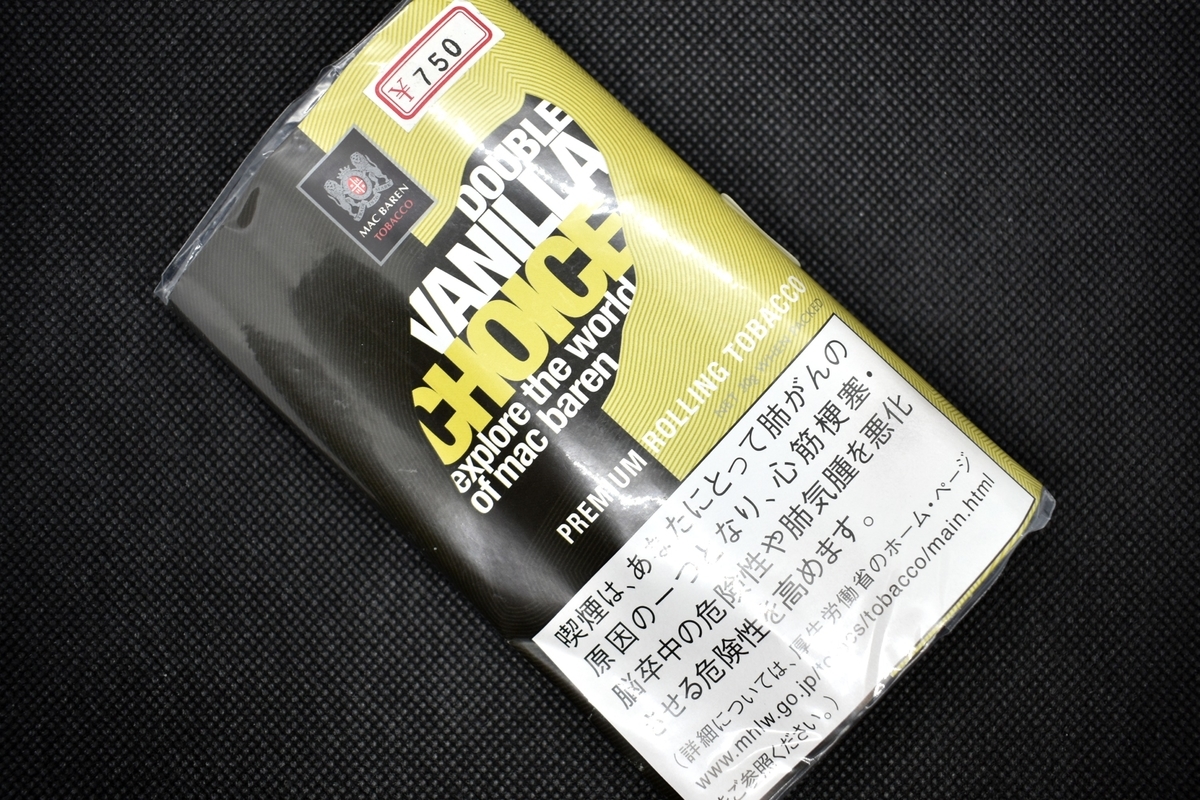 ¥750
MAC BAREN
TOBACCO
DOUBLE
VANILLA
CHOICE
explore the world
of mac baren
PREMIUM ROLLING TOBACCO
喫煙は、あなたにとって肺がんの
原因の一つとなり、心筋梗塞・
脳卒中の危険性や肺気腫を悪化
させる危険性を高めます。
(詳細については、厚生労働省のホーム・ページ
www.mhlw.go.jp/topics/tobacco/main.html
をご参照ください。)